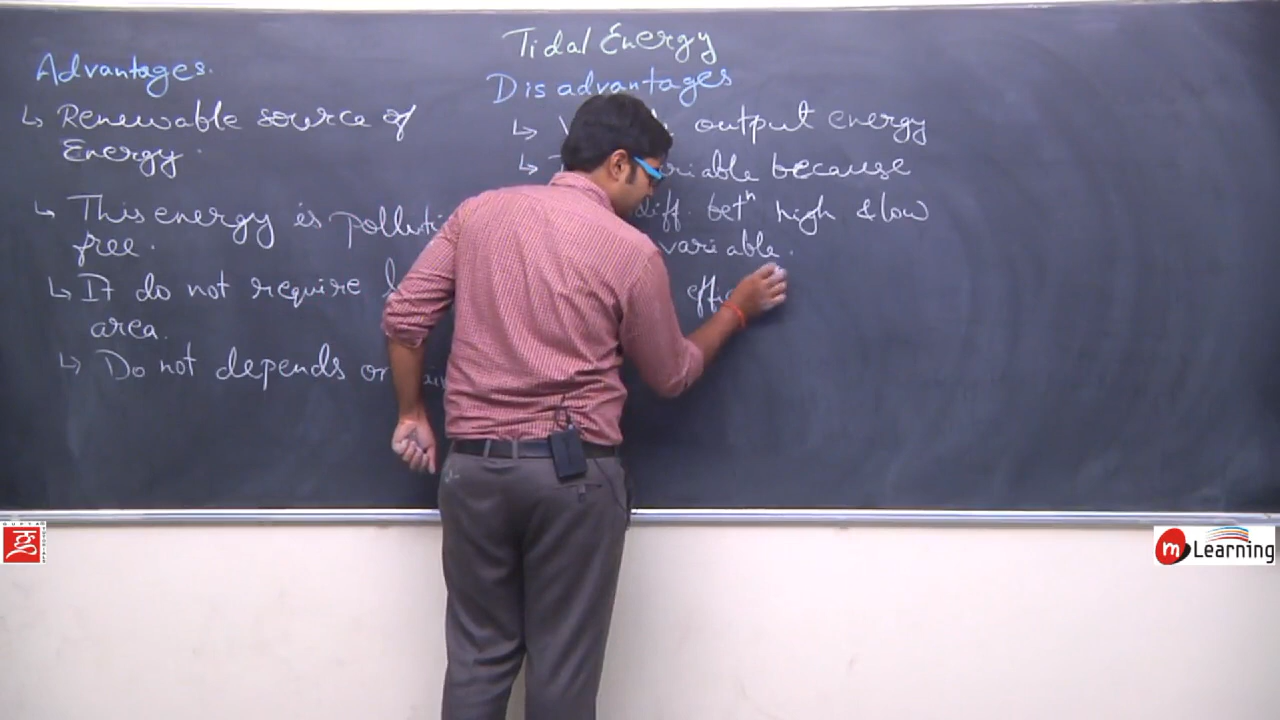 Tidal Energy
Advantages.
↳ Renewable source of
Energy.
↳ This energy is
free.
↳ It do not require
area.
↳ Do not depends on
Disadvantages
↳ output energy
↳ because
diff. betn high & low
variable.
mLearning